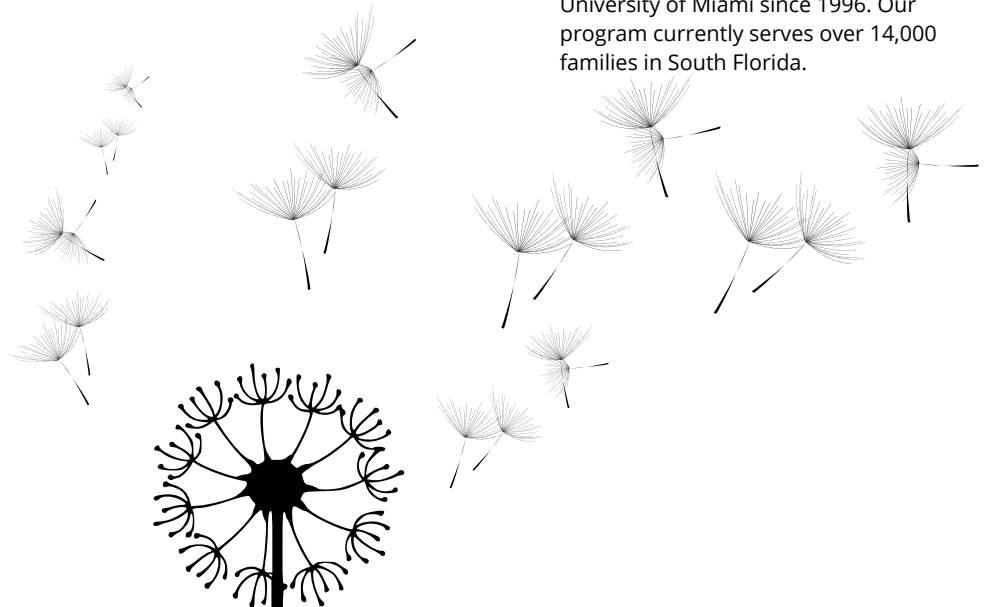 University of Miami since 1996. Our
program currently serves over 14,000
families in South Florida.